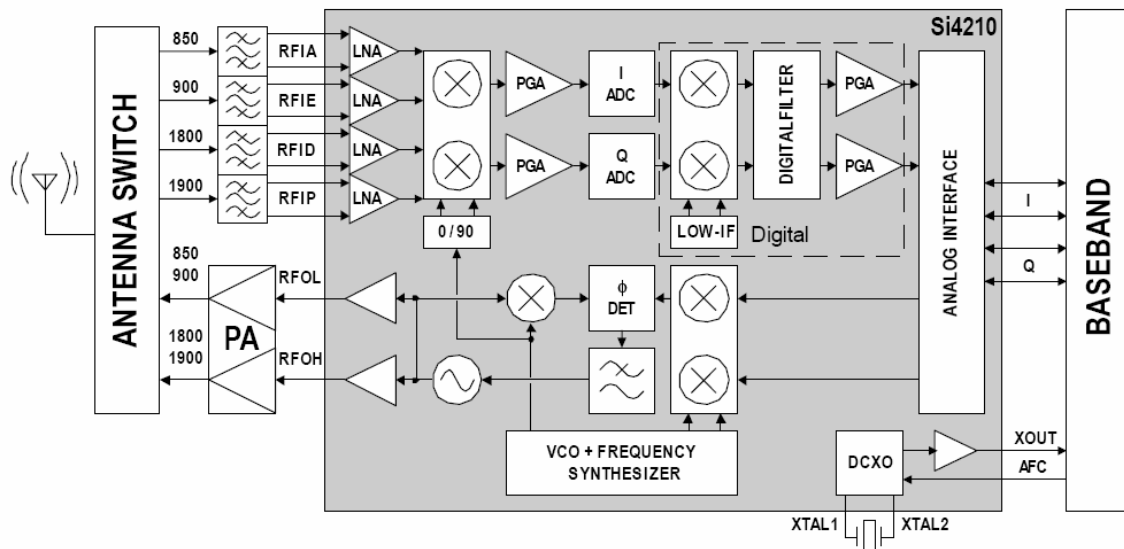 Si4210
ANTENNA SWITCH
850
RFIA
LNA
900
RFIE
LNA
1800
RFID
LNA
1900
RFIP
LNA
0 / 90
PGA
PGA
I
ADC
Q
ADC
LOW-IF
Digital
DIGITALFILTER
PGA
PGA
ANALOG INTERFACE
I
Q
BASEBAND
850
900
RFOL
1800
1900
PA
RFOH
ϕ
DET
VCO + FREQUENCY
SYNTHESIZER
DCXO
XOUT
AFC
XTAL1
XTAL2